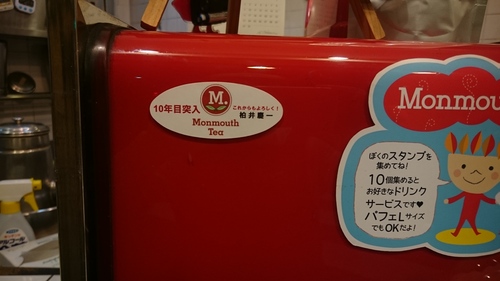 10年目突入
M.
これからもよろしく!
柏井慶一
Monmouth
Tea
Monmou
ぼくのスタンプを
集めてね!
10個集めると
お好きなドリンク
サービスです♥
パフェLサイズ
でもOKだよ!